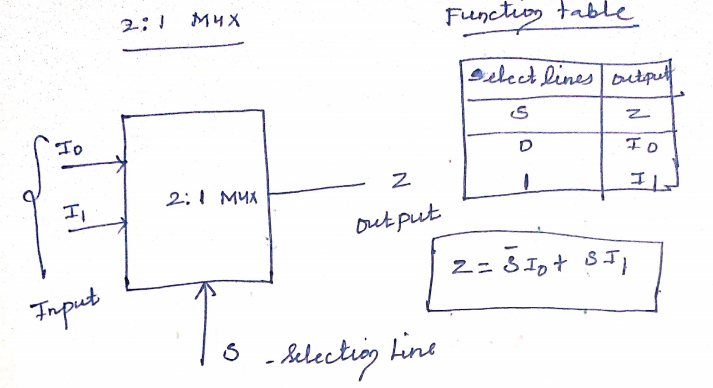 2:1 MUX
Function table
Select lines output
S Z
0 I0
1 I1
I0
I1
Input
2:1 MUX
Z
output
S - Selection Line
Z = S̄I0 + SI1